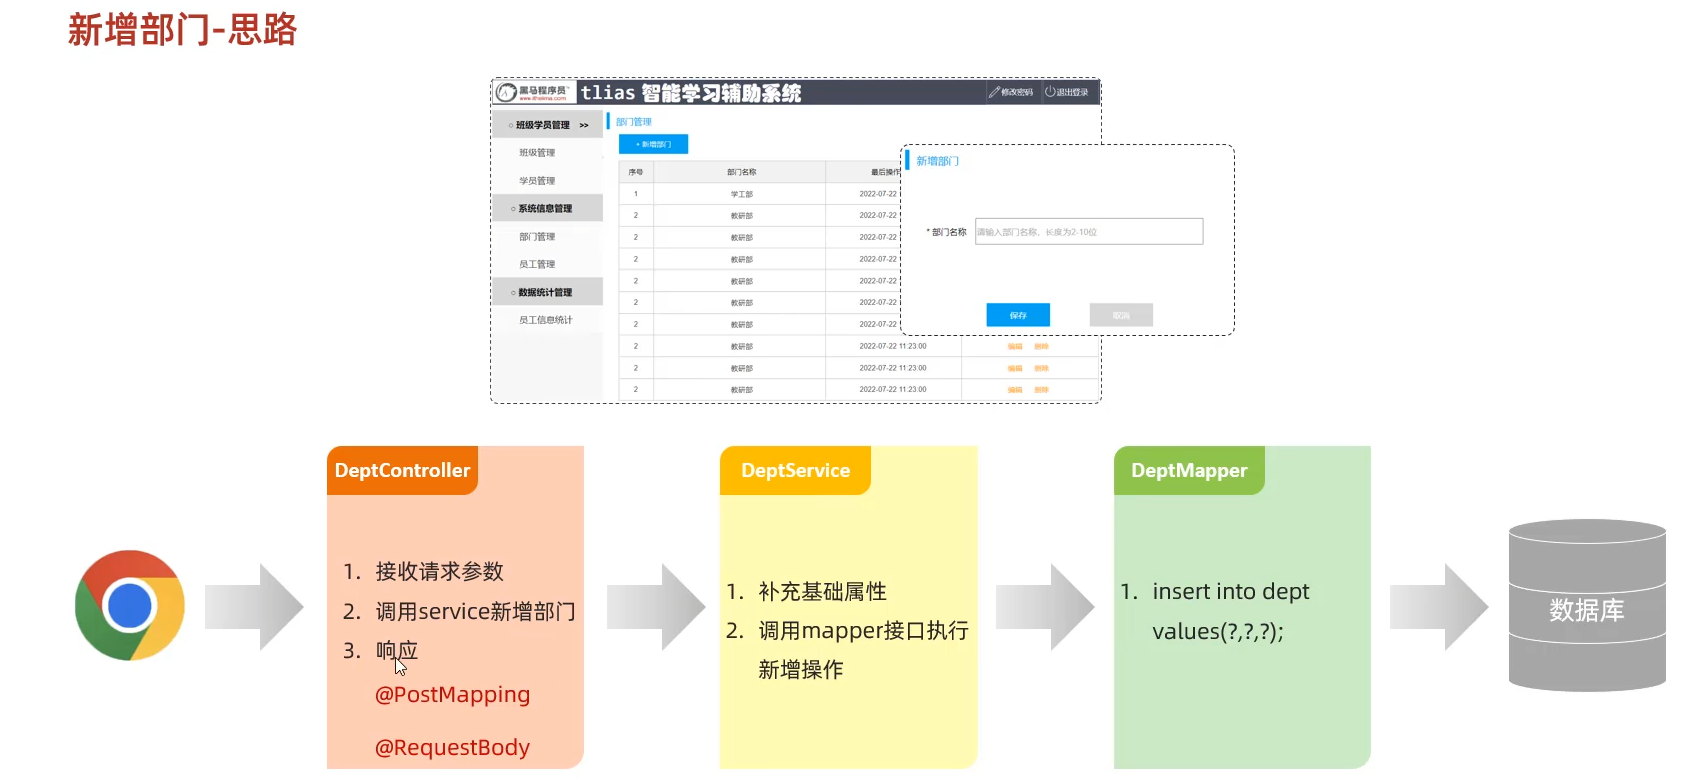 新增部门-思路
黑马程序员
www.itheima.com
tlias 智能学习辅助系统
修改密码
退出登录
班级学员管理 >>
班级管理
学员管理
系统信息管理
部门管理
员工管理
数据统计管理
员工信息统计
部门管理
+ 新增部门
序号 部门名称 最后操作
1 学工部 2022-07-22
2 教研部 2022-07-22
2 教研部 2022-07-22
2 教研部 2022-07-22
2 教研部 2022-07-22
2 教研部 2022-07-22
2 教研部 2022-07-22
2 教研部 2022-07-22 11:23:00 编辑 删除
2 教研部 2022-07-22 11:23:00 编辑 删除
2 教研部 2022-07-22 11:23:00 编辑 删除
新增部门
* 部门名称 请输入部门名称，长度为2-10位
保存 取消
DeptController
1. 接收请求参数
2. 调用service新增部门
3. 响应
@PostMapping
@RequestBody
DeptService
1. 补充基础属性
2. 调用mapper接口执行
新增操作
DeptMapper
1. insert into dept
values(?,?,?);
数据库